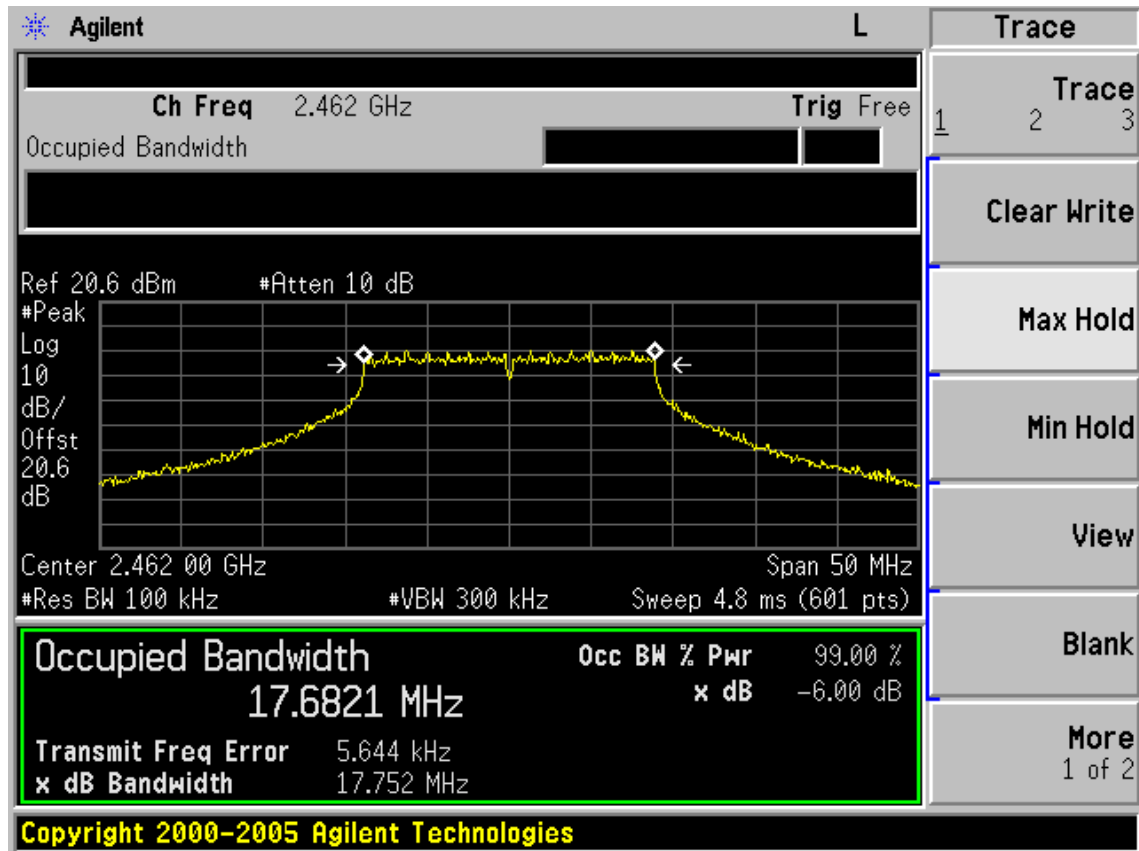 Agilent L Trace
Ch Freq 2.462 GHz Trig Free
Occupied Bandwidth
Trace
1 2 3
Clear Write
Max Hold
Min Hold
View
Blank
More
1 of 2
Ref 20.6 dBm #Atten 10 dB
#Peak
Log
10
dB/
Offst
20.6
dB
Center 2.462 00 GHz Span 50 MHz
#Res BW 100 kHz #VBW 300 kHz Sweep 4.8 ms (601 pts)
Occupied Bandwidth Occ BW % Pwr 99.00 %
17.6821 MHz x dB -6.00 dB
Transmit Freq Error 5.644 kHz
x dB Bandwidth 17.752 MHz
Copyright 2000-2005 Agilent Technologies